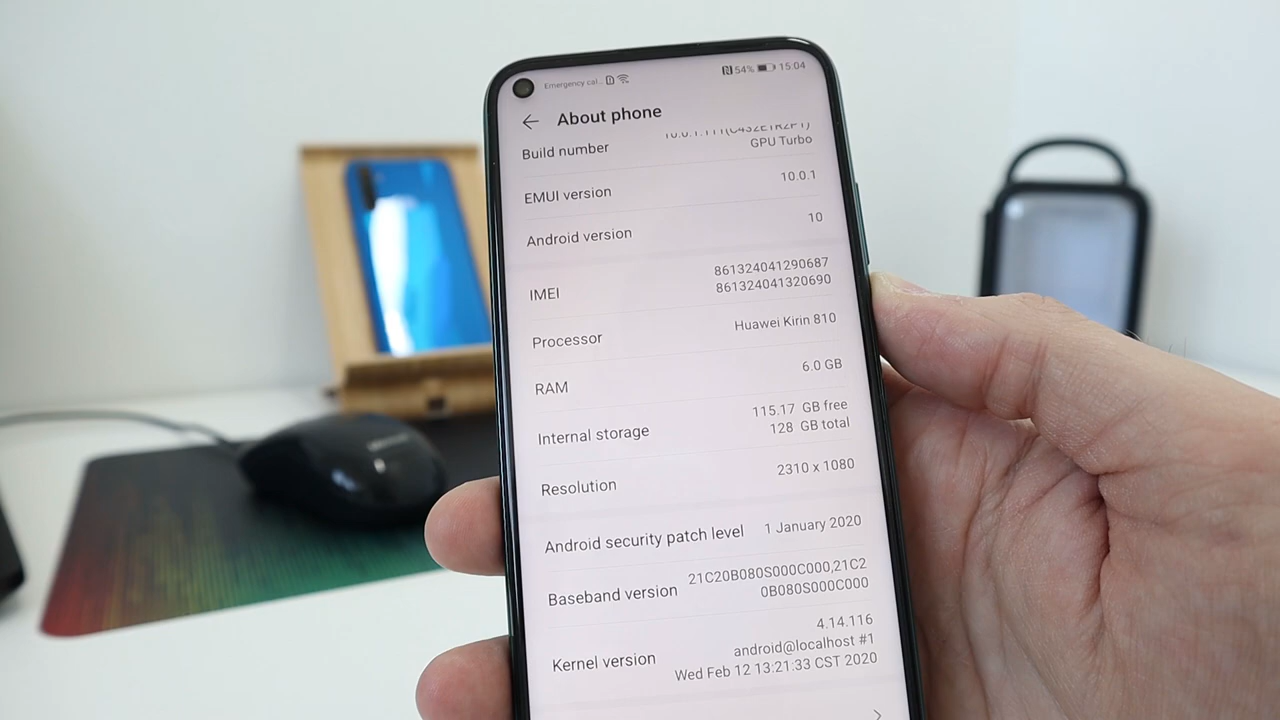 Emergency cal..
54% 15:04
About phone
Build number
GPU Turbo
EMUI version 10.0.1
Android version 10
IMEI 861324041290687
861324041320690
Processor Huawei Kirin 810
RAM 6.0 GB
Internal storage 115.17 GB free
128 GB total
Resolution 2310 x 1080
Android security patch level 1 January 2020
Baseband version 21C20B080S000C000,21C2
0B080S000C000
Kernel version 4.14.116
android@localhost #1
Wed Feb 12 13:21:33 CST 2020